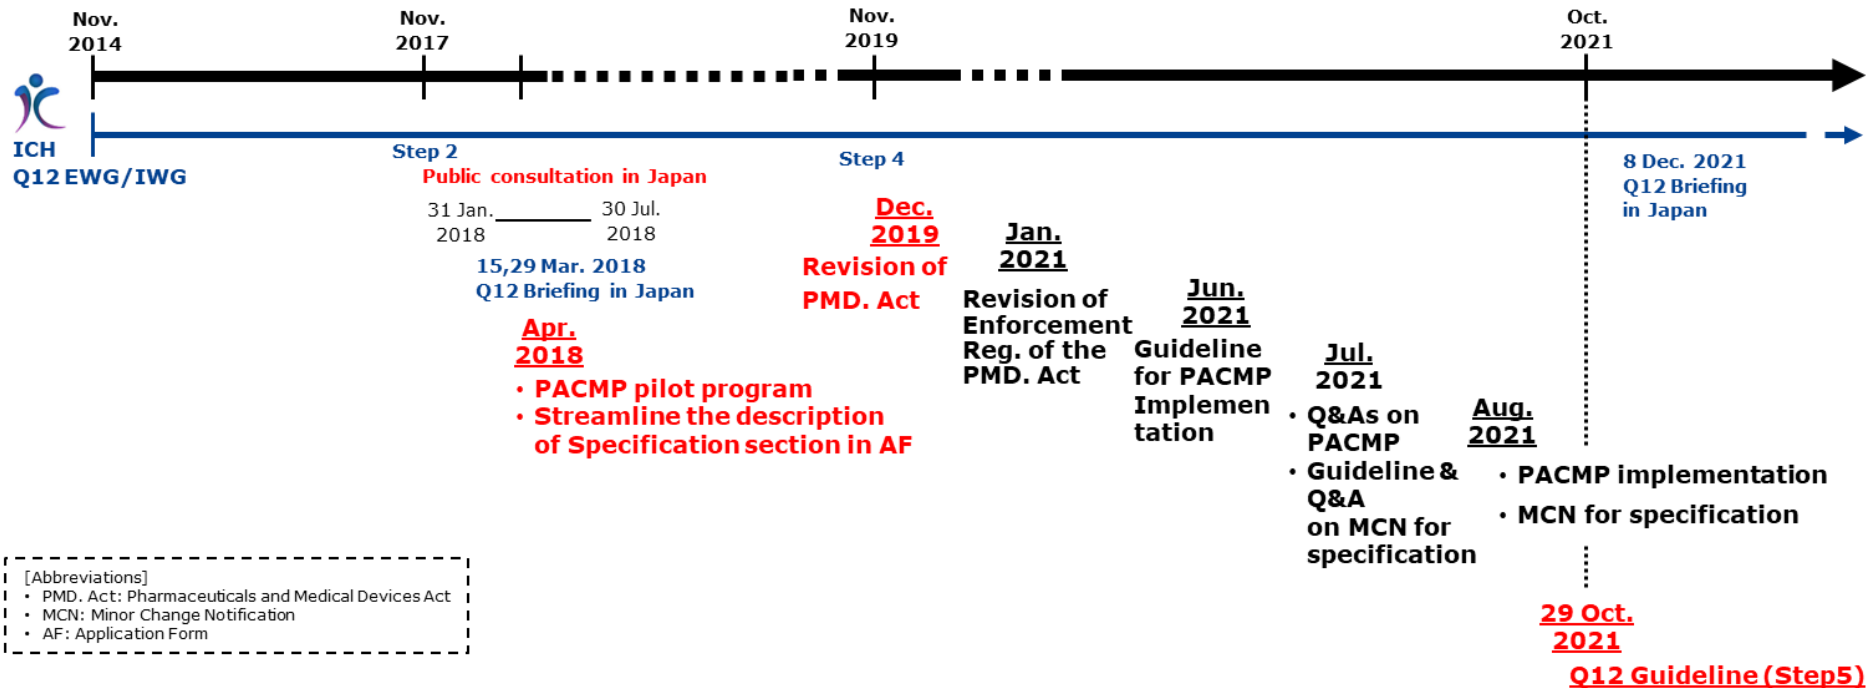 Nov.
2014
Nov.
2017
Nov.
2019
Oct.
2021
ICH
Q12 EWG/IWG
Step 2
Public consultation in Japan
31 Jan.
2018
30 Jul.
2018
15,29 Mar. 2018
Q12 Briefing in Japan
Apr.
2018
• PACMP pilot program
• Streamline the description
of Specification section in AF
Step 4
Dec.
2019
Revision of
PMD. Act
Jan.
2021
Revision of
Enforcement
Reg. of the
PMD. Act
Jun.
2021
Guideline
for PACMP
Implemen
tation
Jul.
2021
• Q&As on
PACMP
• Guideline &
Q&A
on MCN for
specification
Aug.
2021
• PACMP implementation
• MCN for specification
8 Dec. 2021
Q12 Briefing
in Japan
29 Oct.
2021
Q12 Guideline (Step5)
[Abbreviations]
• PMD. Act: Pharmaceuticals and Medical Devices Act
• MCN: Minor Change Notification
• AF: Application Form